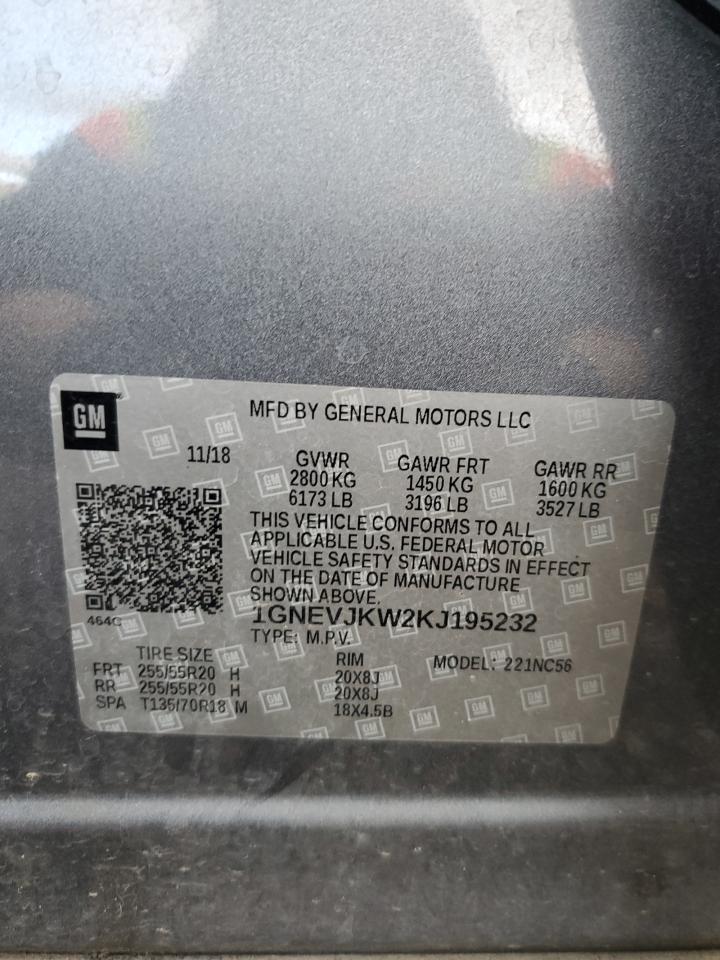 GM
MFD BY GENERAL MOTORS LLC
11/18
GVWR
2800 KG
6173 LB
GAWR FRT
1450 KG
3196 LB
GAWR RR
1600 KG
3527 LB
THIS VEHICLE CONFORMS TO ALL
APPLICABLE U.S. FEDERAL MOTOR
VEHICLE SAFETY STANDARDS IN EFFECT
ON THE DATE OF MANUFACTURE
SHOWN ABOVE.
464C
1GNEVJKW2KJ195232
TYPE: M.P.V.
TIRE SIZE
RIM
MODEL: 221NC56
FRT 255/55R20 H 20X8J
RR 255/55R20 H 20X8J
SPA T135/70R18 M 18X4.5B